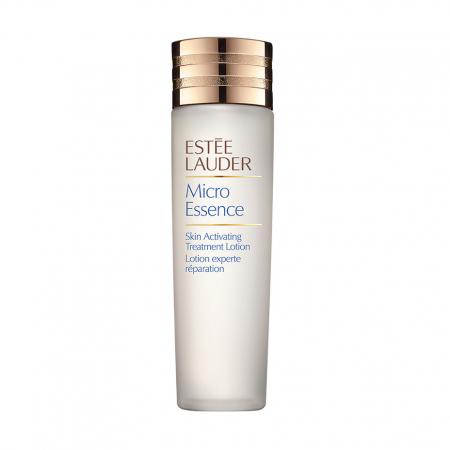 ESTĒE
LAUDER
Micro
Essence
Skin Activating
Treatment Lotion
Lotion experte
réparation